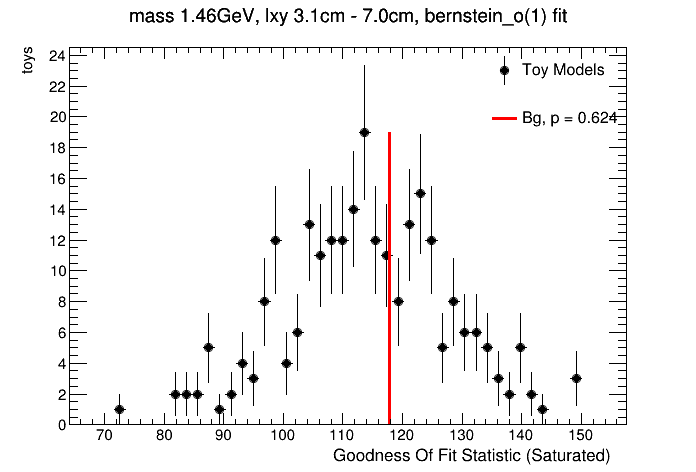 mass 1.46GeV, lxy 3.1cm - 7.0cm, bernstein_o(1) fit
toys
24
22
20
18
16
14
12
10
8
6
4
2
0
Toy Models
Bg, p = 0.624
70 80 90 100 110 120 130 140 150
Goodness Of Fit Statistic (Saturated)